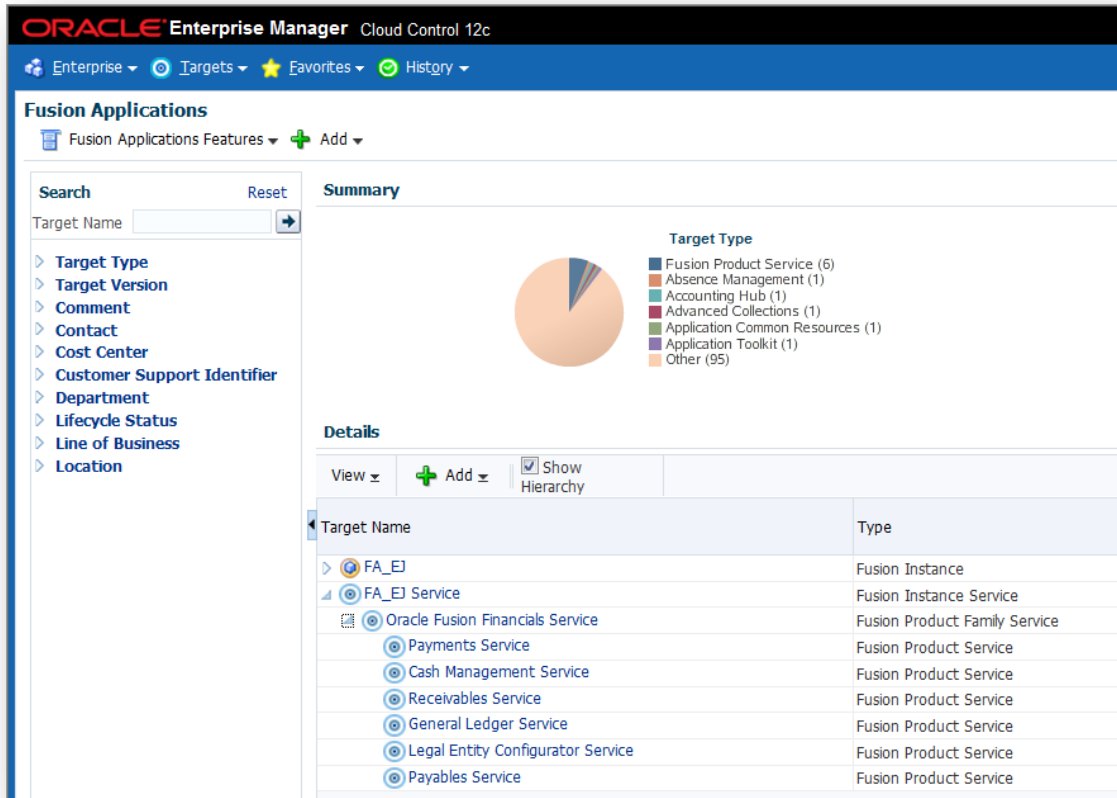 ORACLE Enterprise Manager Cloud Control 12c
Enterprise Targets Favorites History
Fusion Applications
Fusion Applications Features Add
Search Reset
Target Name
Target Type
Target Version
Comment
Contact
Cost Center
Customer Support Identifier
Department
Lifecycle Status
Line of Business
Location
Summary
Target Type
Fusion Product Service (6)
Absence Management (1)
Accounting Hub (1)
Advanced Collections (1)
Application Common Resources (1)
Application Toolkit (1)
Other (95)
Details
View Add Show
Hierarchy
Target Name Type
FA_EJ Fusion Instance
FA_EJ Service Fusion Instance Service
Oracle Fusion Financials Service Fusion Product Family Service
Payments Service Fusion Product Service
Cash Management Service Fusion Product Service
Receivables Service Fusion Product Service
General Ledger Service Fusion Product Service
Legal Entity Configurator Service Fusion Product Service
Payables Service Fusion Product Service